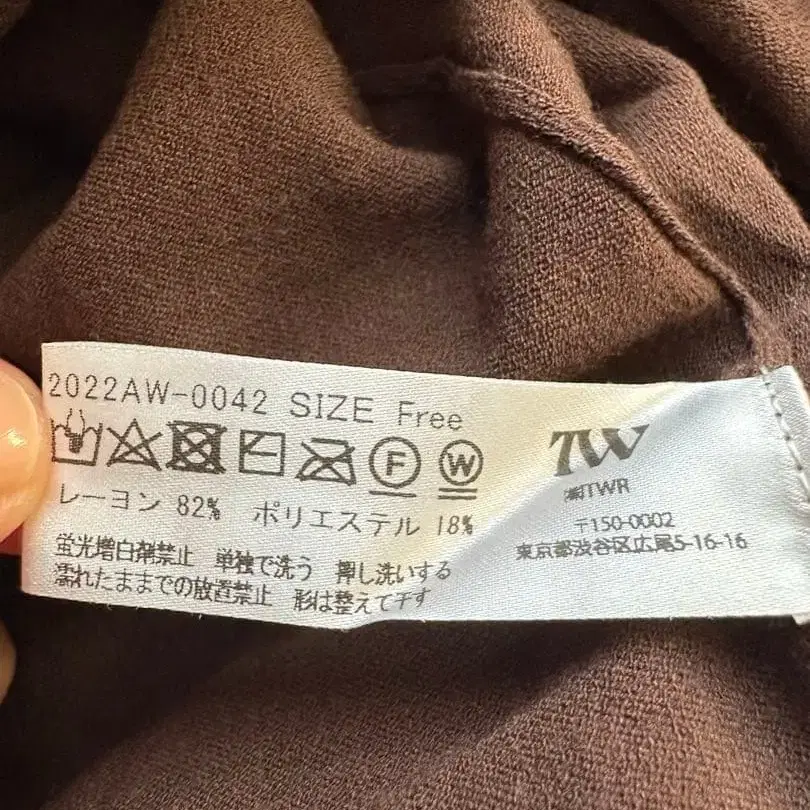 2022AW-0042 SIZE Free
F W
レーヨン 82% ポリエステル 18%
蛍光増白剤禁止 単独で洗う 押し洗いする
濡れたままでの放置禁止 形は整えて干す
TW
㈱TWR
〒150-0002
東京都渋谷区広尾5-16-16